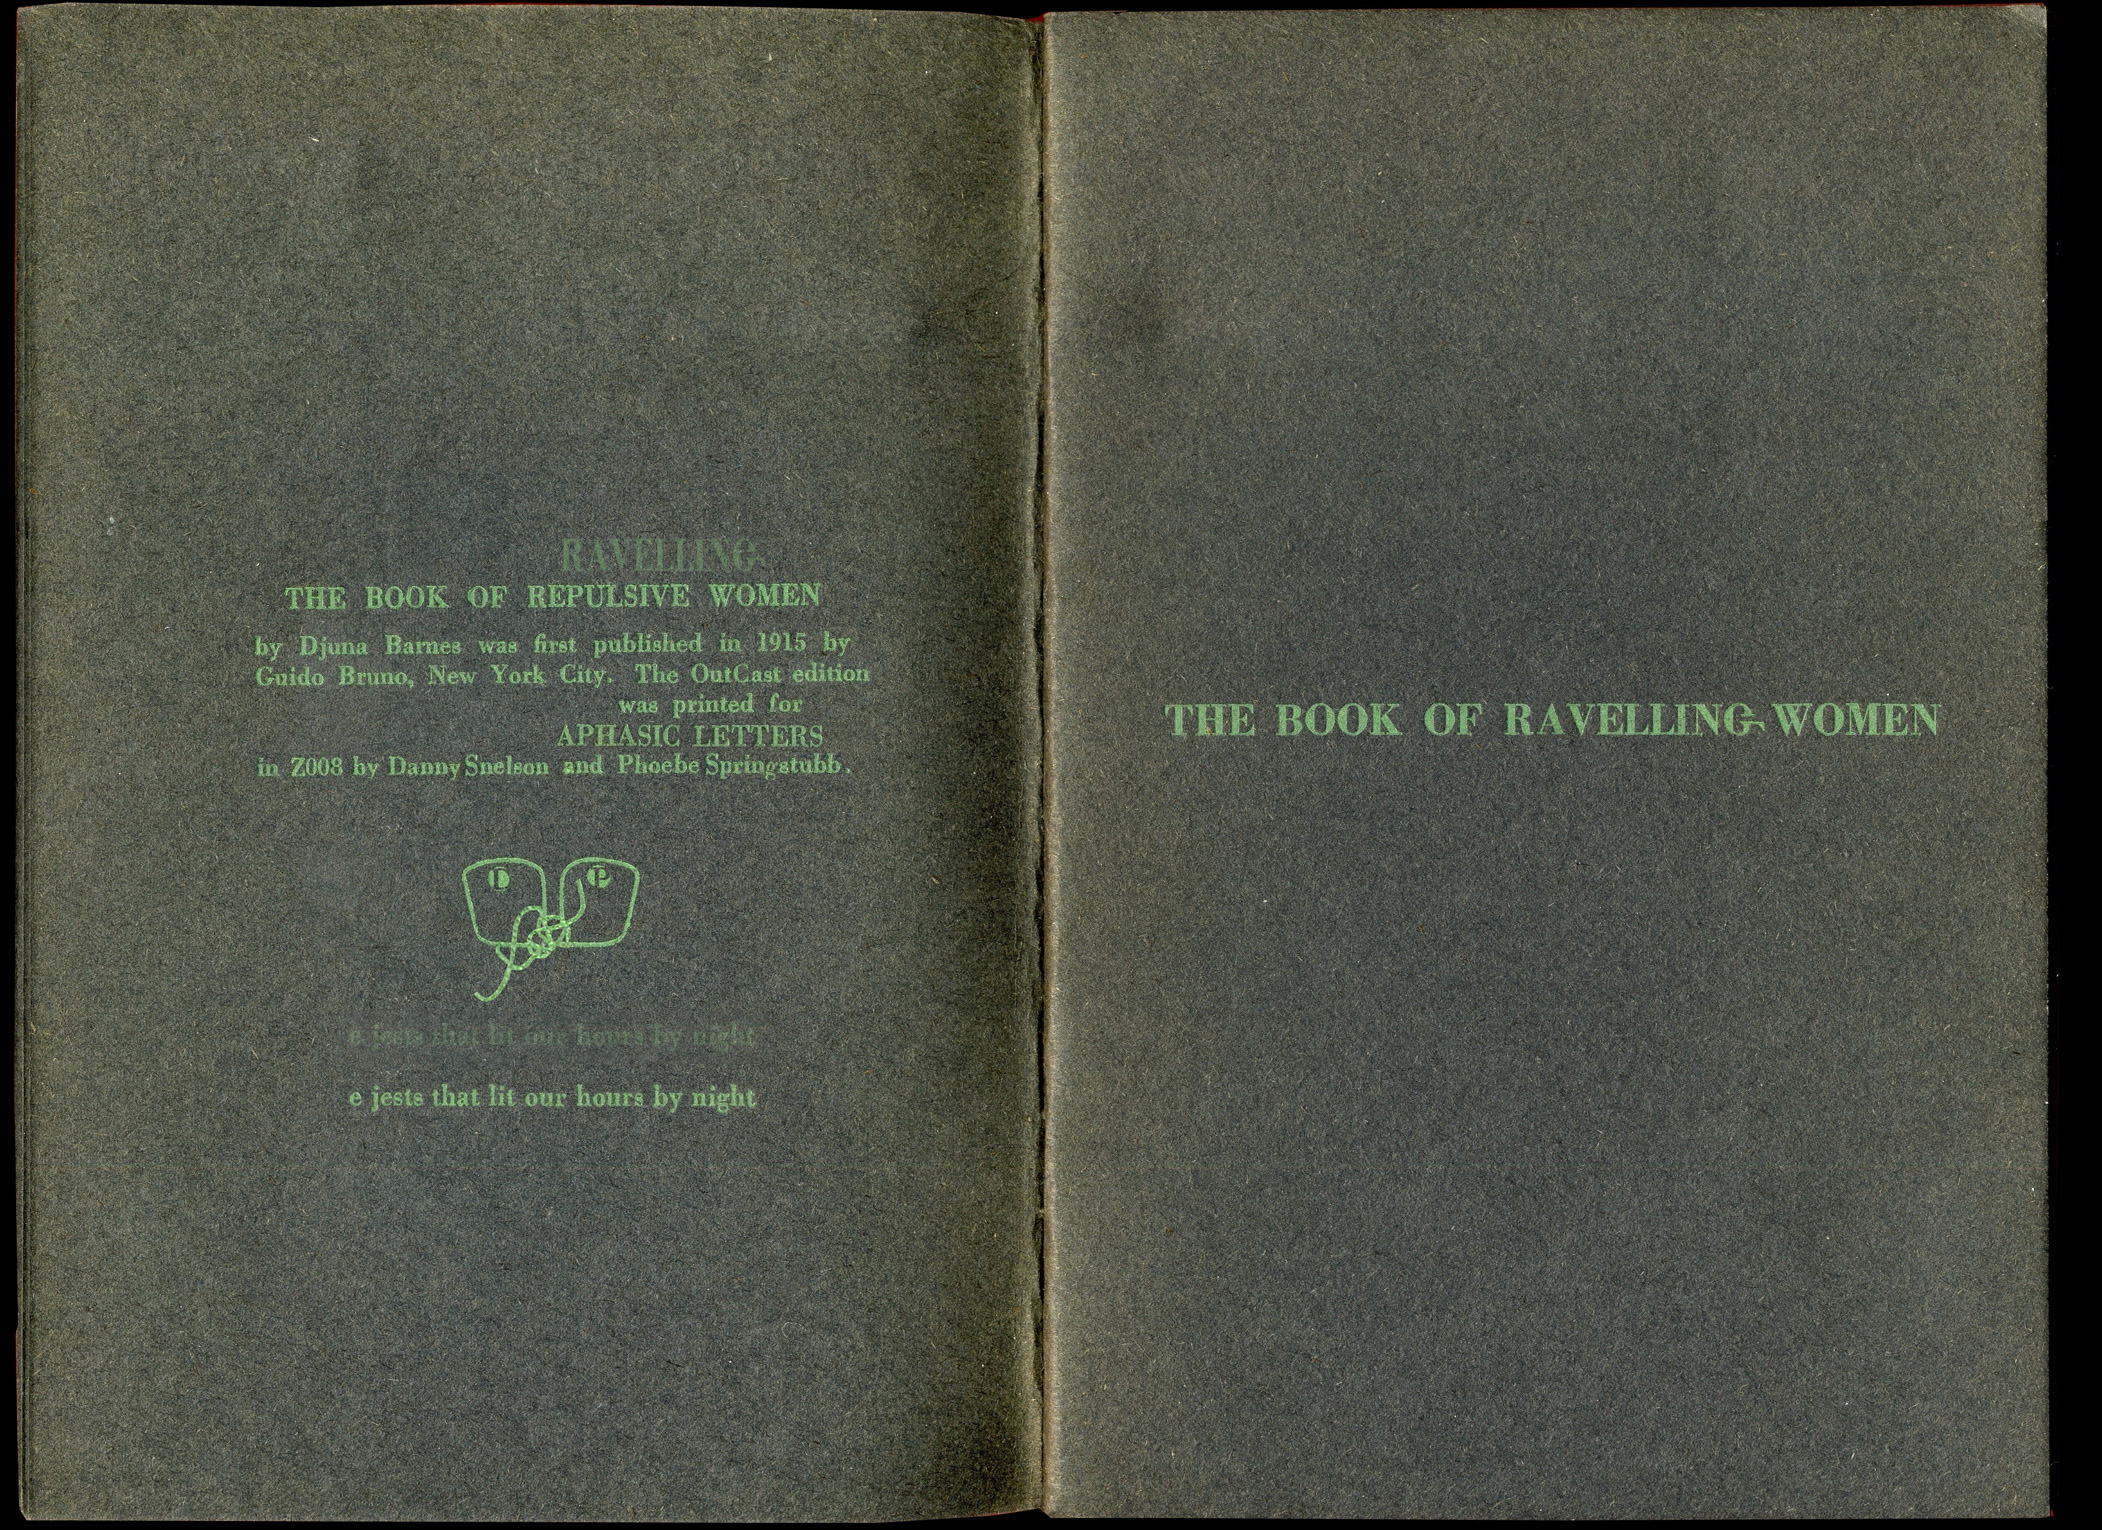 RAVELLING
THE BOOK OF REPULSIVE WOMEN
by Djuna Barnes was first published in 1915 by
Guido Bruno, New York City. The OutCast edition
was printed for
APHASIC LETTERS
in Z008 by Danny Snelson and Phoebe Springstubb.
D P
e jests that lit our hours by night
e jests that lit our hours by night
THE BOOK OF RAVELLING WOMEN